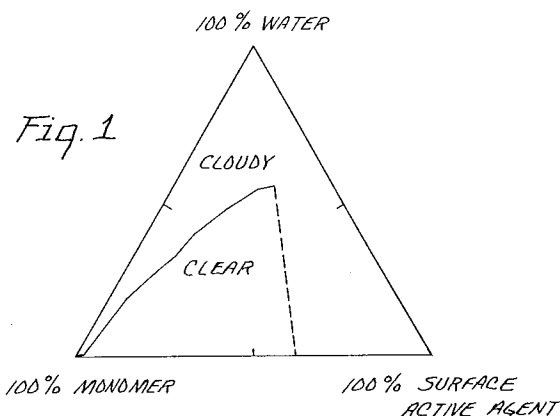 100% WATER
Fig. 1
CLOUDY
CLEAR
100% MONOMER
100% SURFACE
ACTIVE AGENT